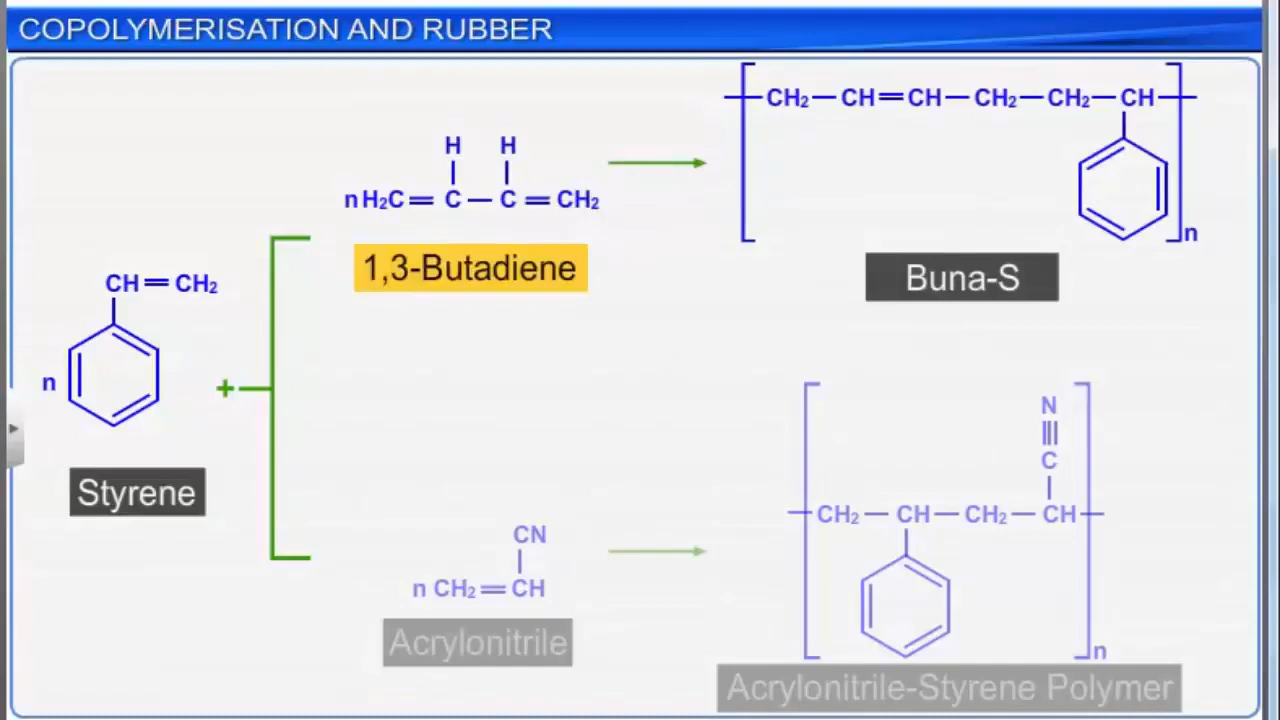 COPOLYMERISATION AND RUBBER
CH₂—CH═CH—CH₂—CH₂—CH
n
Buna-S
H H
nH₂C═C—C═CH₂
1,3-Butadiene
CH═CH₂
n
+
Styrene
CN
n CH₂═CH
Acrylonitrile
N
≡
C
CH₂—CH—CH₂—CH
n
Acrylonitrile-Styrene Polymer